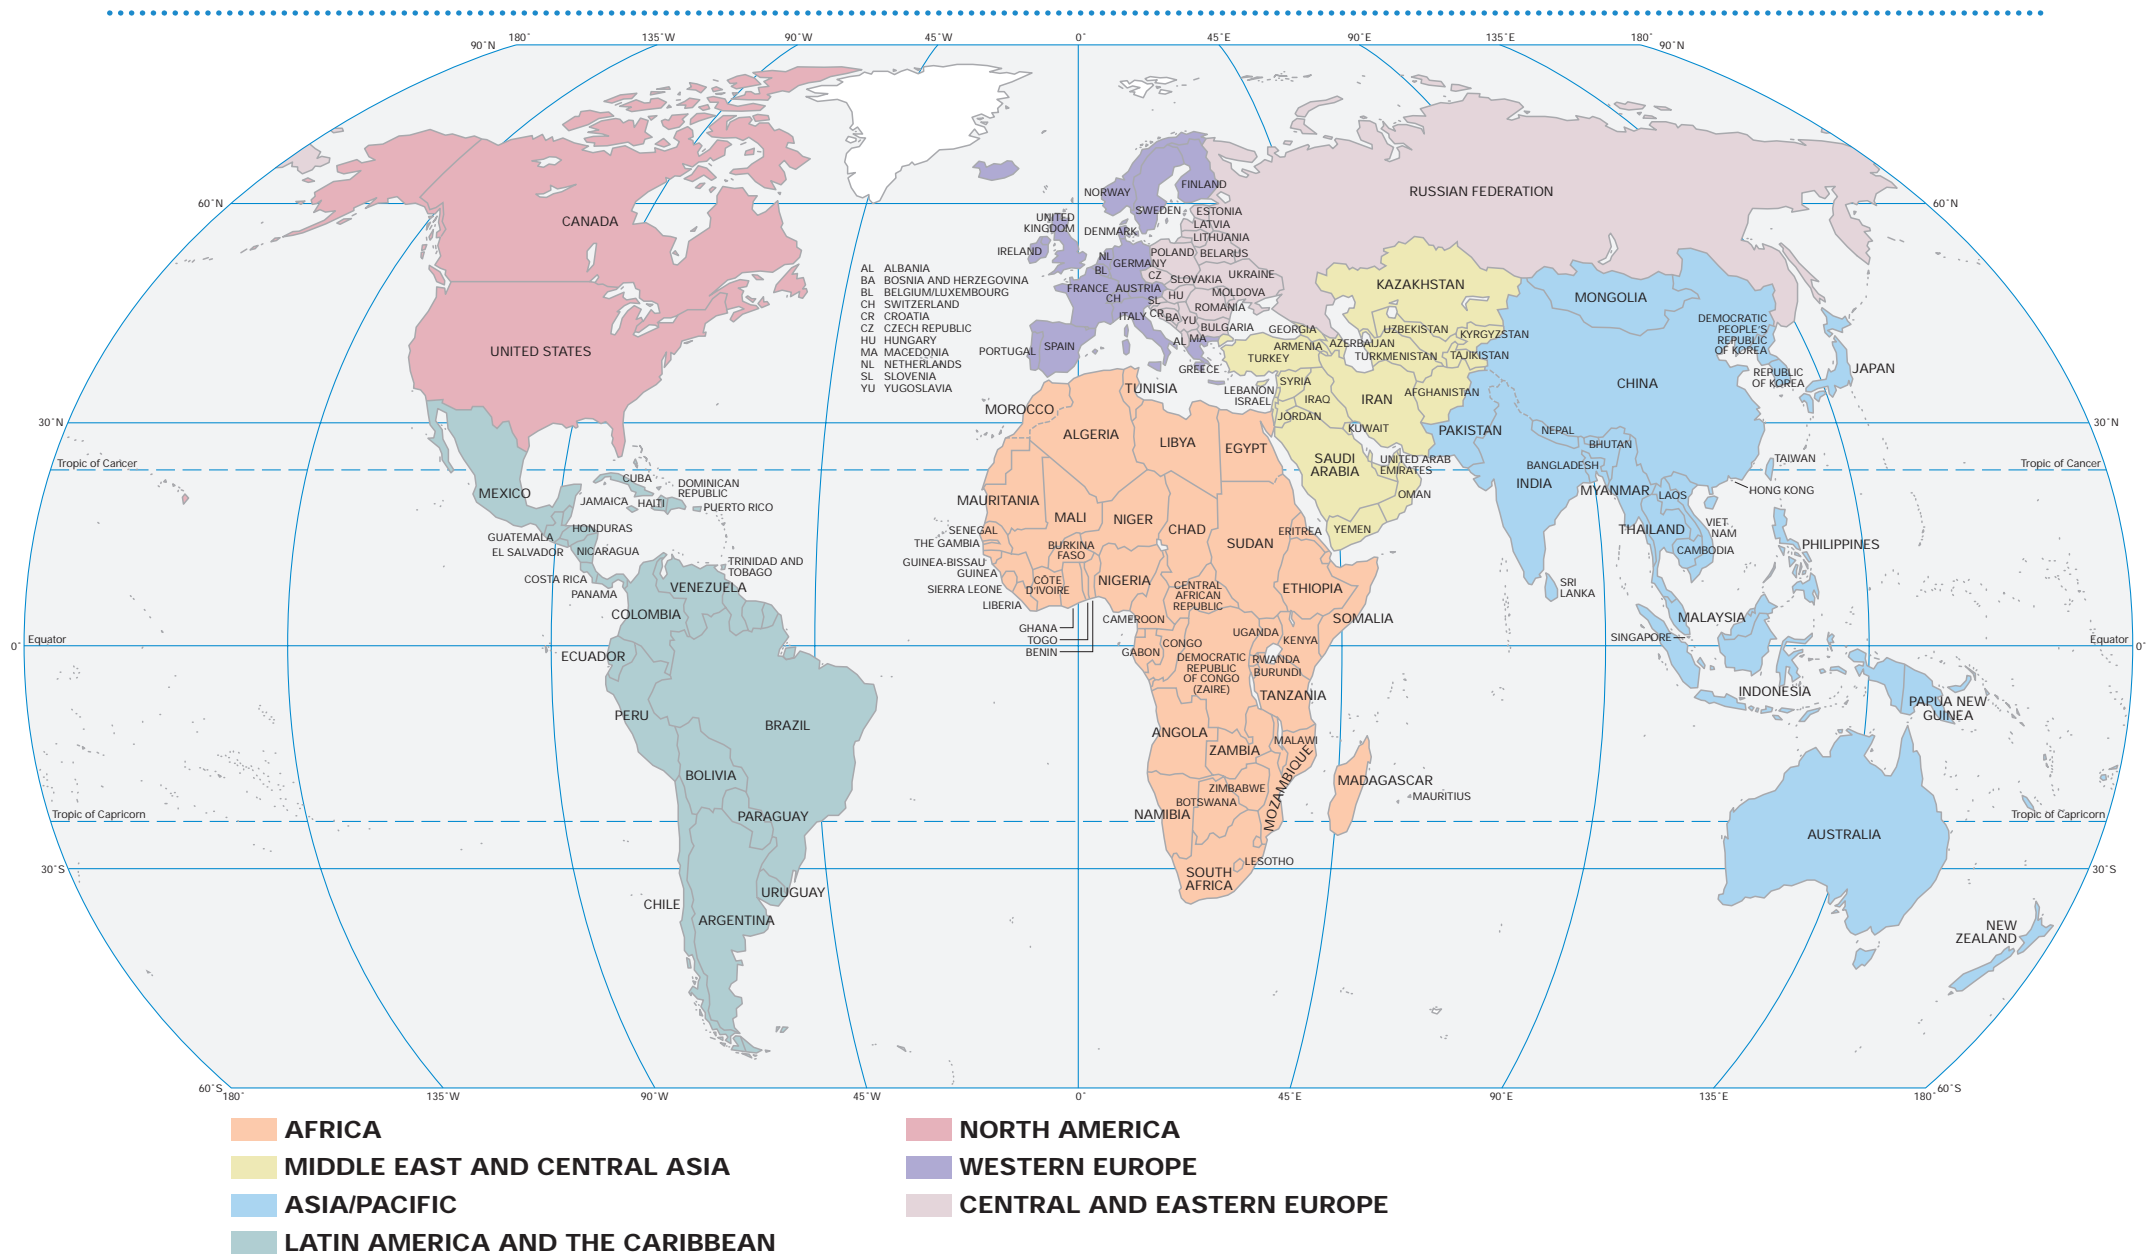 180˚ 135˚W 90˚W 45˚W 0˚ 45˚E 90˚E 135˚E 180˚
90˚N 90˚N
60˚N 60˚N
30˚N 30˚N
Tropic of Cancer Tropic of Cancer
0˚ Equator Equator 0˚
Tropic of Capricorn Tropic of Capricorn
30˚S 30˚S
60˚S 60˚S
180˚ 135˚W 90˚W 45˚W 0˚ 45˚E 90˚E 135˚E 180˚
CANADA
UNITED STATES
MEXICO
CUBA
JAMAICA
HAITI
DOMINICAN
REPUBLIC
PUERTO RICO
HONDURAS
GUATEMALA
EL SALVADOR
NICARAGUA
COSTA RICA
PANAMA
TRINIDAD AND
TOBAGO
VENEZUELA
COLOMBIA
ECUADOR
PERU
BRAZIL
BOLIVIA
PARAGUAY
URUGUAY
CHILE
ARGENTINA
AL ALBANIA
BA BOSNIA AND HERZEGOVINA
BL BELGIUM/LUXEMBOURG
CH SWITZERLAND
CR CROATIA
CZ CZECH REPUBLIC
HU HUNGARY
MA MACEDONIA
NL NETHERLANDS
SL SLOVENIA
YU YUGOSLAVIA
NORWAY
FINLAND
SWEDEN
UNITED
KINGDOM
IRELAND
DENMARK
ESTONIA
LATVIA
LITHUANIA
BELARUS
POLAND
NL
GERMANY
BL
CZ
SLOVAKIA
UKRAINE
FRANCE
AUSTRIA
CH
SL
HU
MOLDOVA
ROMANIA
ITALY
CR
BA
YU
BULGARIA
AL
MA
PORTUGAL
SPAIN
GREECE
RUSSIAN FEDERATION
KAZAKHSTAN
GEORGIA
ARMENIA
AZERBAIJAN
UZBEKISTAN
KYRGYZSTAN
TURKMENISTAN
TAJIKISTAN
TURKEY
SYRIA
LEBANON
ISRAEL
IRAQ
IRAN
AFGHANISTAN
JORDAN
KUWAIT
SAUDI
ARABIA
UNITED ARAB
EMIRATES
OMAN
YEMEN
MONGOLIA
DEMOCRATIC
PEOPLE'S
REPUBLIC
OF KOREA
REPUBLIC
OF KOREA
JAPAN
CHINA
PAKISTAN
NEPAL
BHUTAN
BANGLADESH
INDIA
MYANMAR
LAOS
TAIWAN
HONG KONG
VIET
NAM
THAILAND
CAMBODIA
PHILIPPINES
SRI
LANKA
MALAYSIA
SINGAPORE
INDONESIA
PAPUA NEW
GUINEA
AUSTRALIA
NEW
ZEALAND
TUNISIA
MOROCCO
ALGERIA
LIBYA
EGYPT
MAURITANIA
MALI
NIGER
CHAD
SUDAN
ERITREA
SENEGAL
THE GAMBIA
GUINEA-BISSAU
GUINEA
SIERRA LEONE
LIBERIA
BURKINA
FASO
CÔTE
D'IVOIRE
GHANA
TOGO
BENIN
NIGERIA
CENTRAL
AFRICAN
REPUBLIC
ETHIOPIA
SOMALIA
CAMEROON
GABON
CONGO
UGANDA
KENYA
DEMOCRATIC
REPUBLIC
OF CONGO
(ZAIRE)
RWANDA
BURUNDI
TANZANIA
ANGOLA
ZAMBIA
MALAWI
MOZAMBIQUE
ZIMBABWE
BOTSWANA
NAMIBIA
MADAGASCAR
MAURITIUS
LESOTHO
SOUTH
AFRICA
AFRICA
MIDDLE EAST AND CENTRAL ASIA
ASIA/PACIFIC
LATIN AMERICA AND THE CARIBBEAN
NORTH AMERICA
WESTERN EUROPE
CENTRAL AND EASTERN EUROPE